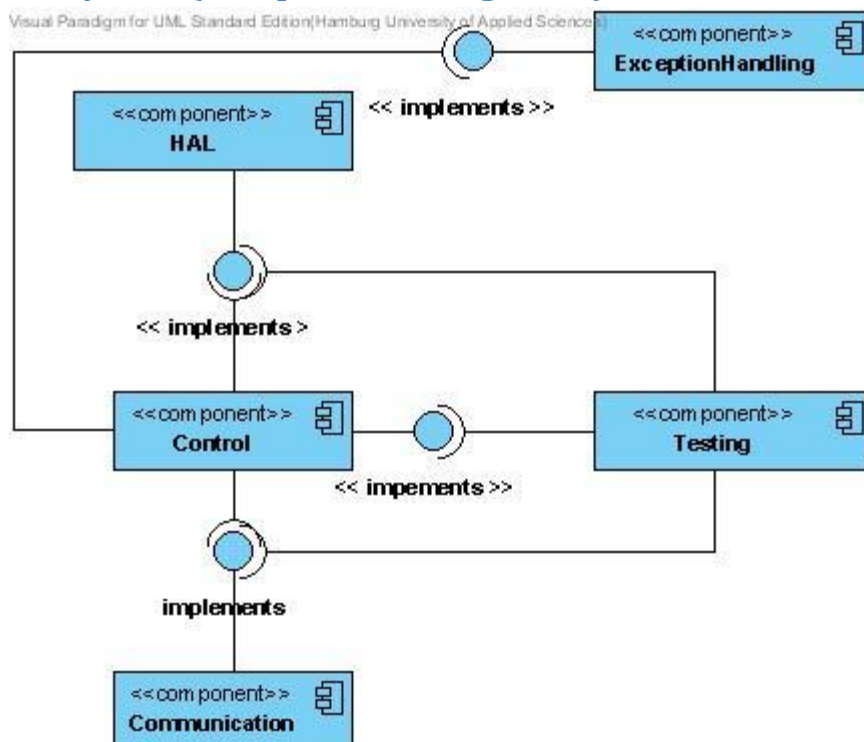 Visual Paradigm for UML Standard Edition(Hamburg University of Applied Sciences)
<<component>>
ExceptionHandling
<< implements >>
<<component>>
HAL
<< implements >
<<component>>
Control
<<component>>
Testing
<< impements >>
implements
<<component>>
Communication